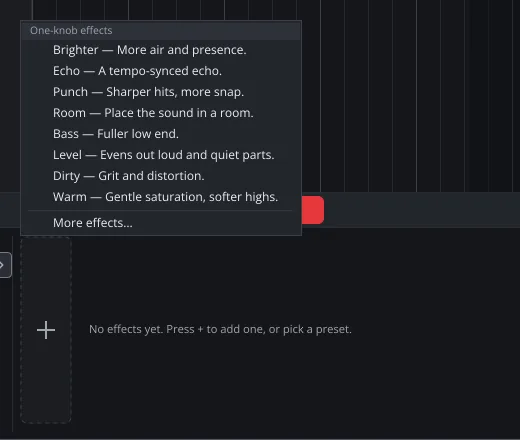 One-knob effects
Brighter — More air and presence.
Echo — A tempo-synced echo.
Punch — Sharper hits, more snap.
Room — Place the sound in a room.
Bass — Fuller low end.
Level — Evens out loud and quiet parts.
Dirty — Grit and distortion.
Warm — Gentle saturation, softer highs.
More effects...
No effects yet. Press + to add one, or pick a preset.